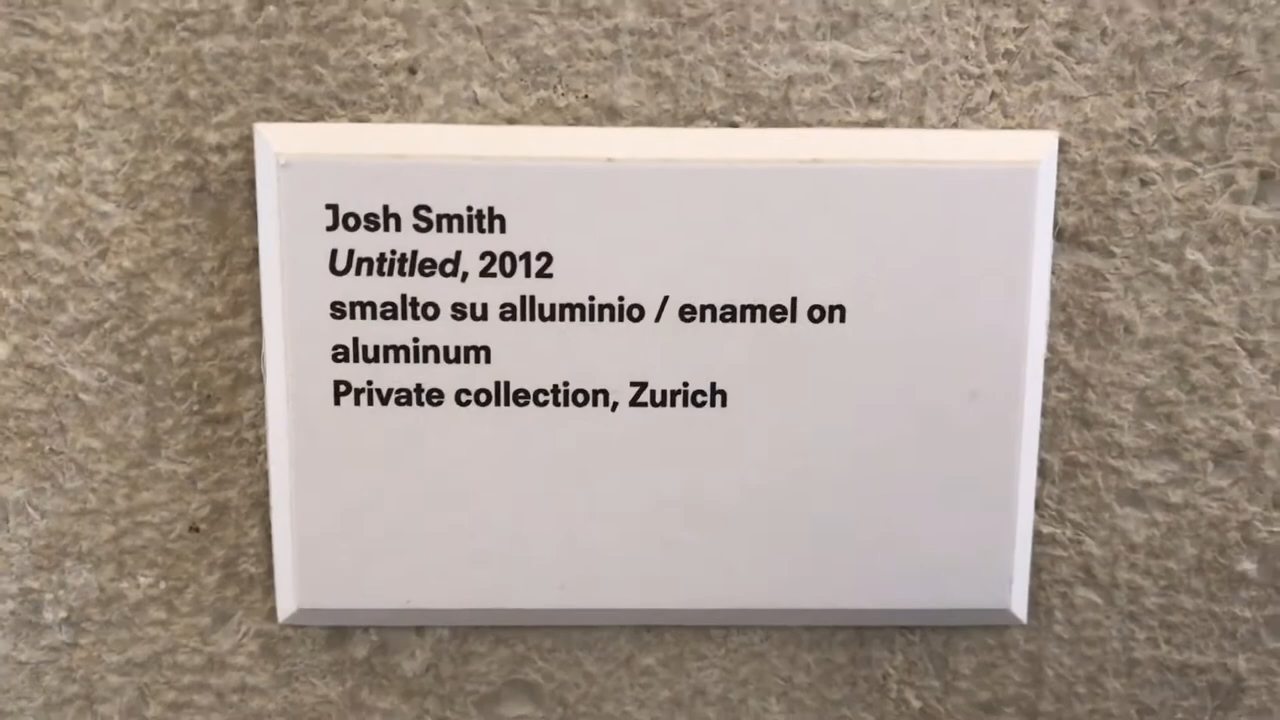 Josh Smith
Untitled, 2012
smalto su alluminio / enamel on
aluminum
Private collection, Zurich